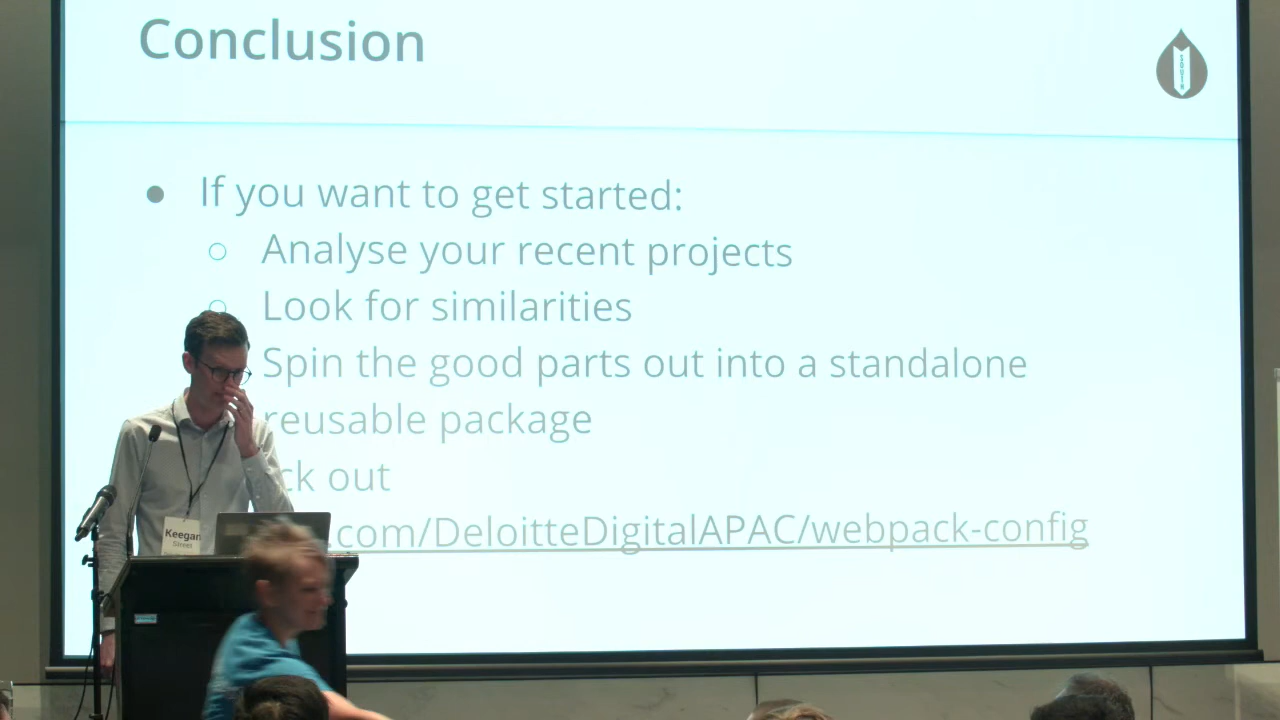 Conclusion
If you want to get started:
Analyse your recent projects
Look for similarities
Spin the good parts out into a standalone
reusable package
ck out
.com/DeloitteDigitalAPAC/webpack-config
Keegan
Street